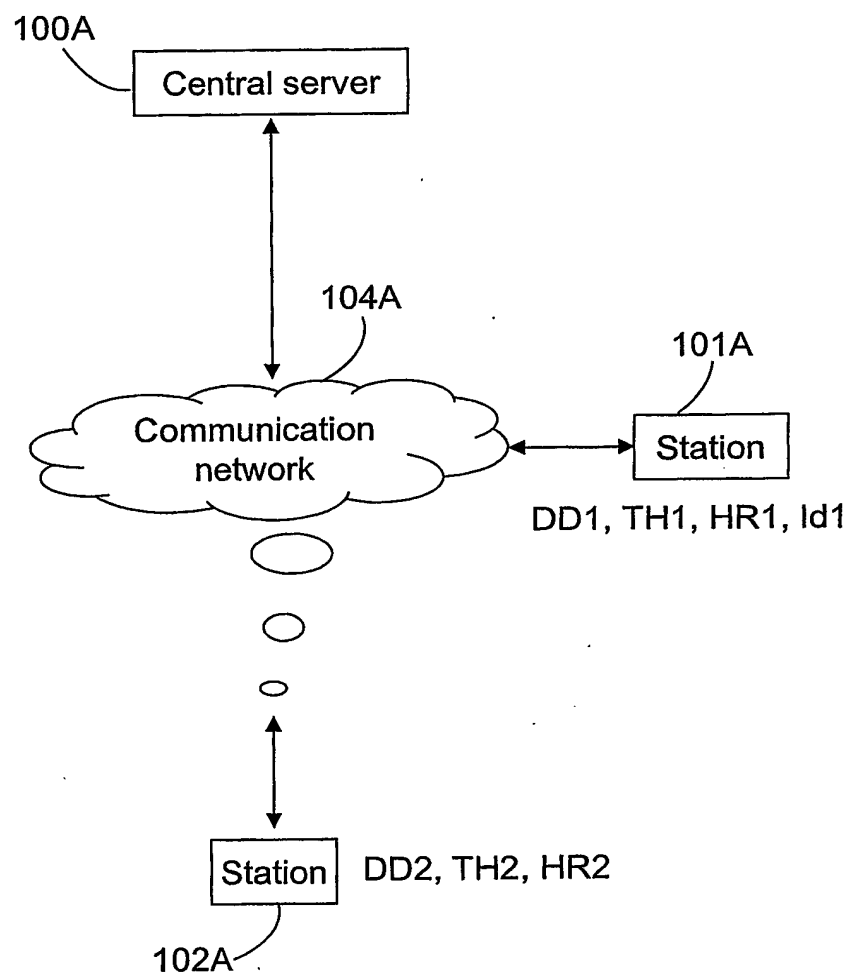 100A
Central server
104A
101A
Communication
network
Station
DD1, TH1, HR1, Id1
Station
DD2, TH2, HR2
102A